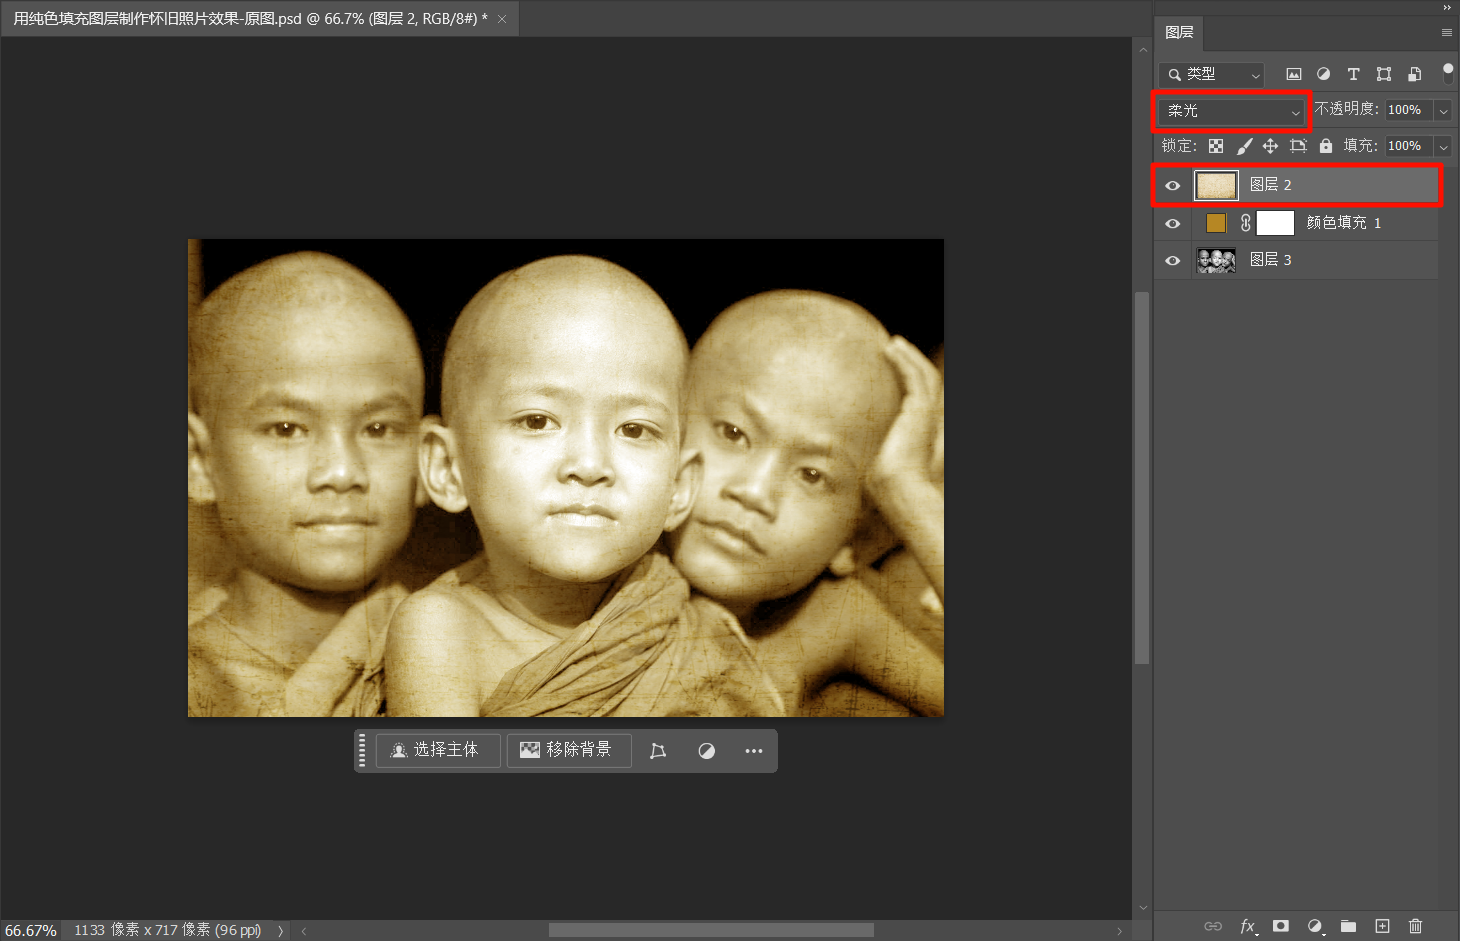 用纯色填充图层制作怀旧照片效果-原图.psd @ 66.7% (图层 2, RGB/8#) *
图层
类型
柔光
不透明度: 100%
锁定:
填充: 100%
图层 2
颜色填充 1
图层 3
选择主体
移除背景
66.67%
1133 像素 x 717 像素 (96 ppi)
fx